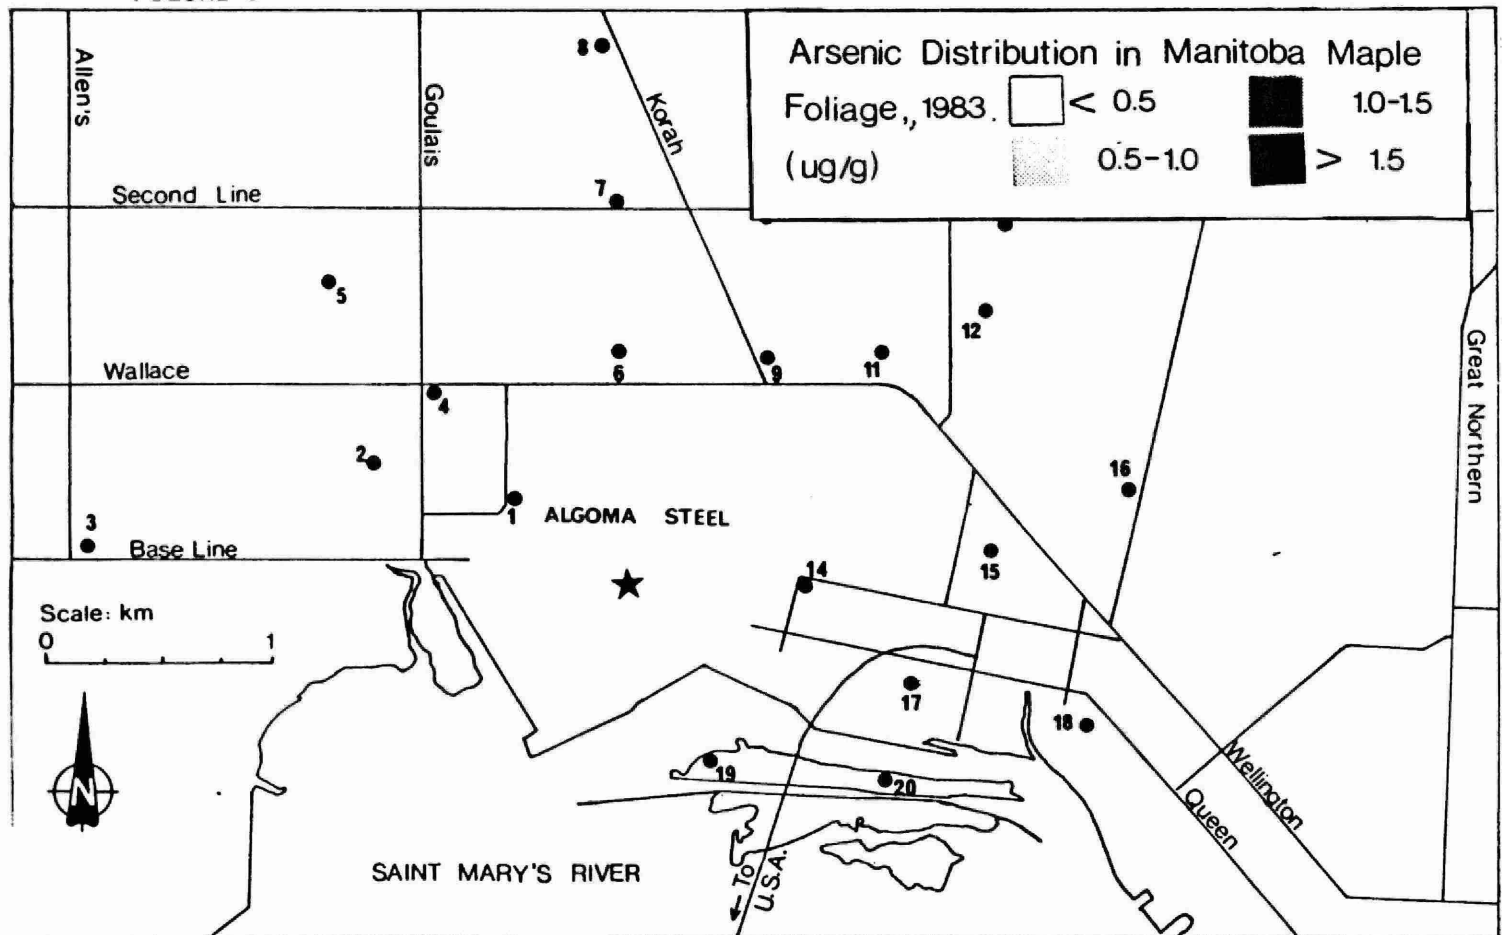 Arsenic Distribution in Manitoba Maple
Foliage,, 1983. < 0.5 1.0-1.5
(ug/g) 0.5-1.0 > 1.5
Allen's
Goulais
Korah
8
Second Line
7
5
12
Wallace
6
9
11
4
Great Northern
2
16
1
ALGOMA STEEL
3
Base Line
14
15
Scale: km
0 1
17
18
19
20
N
Wellington
Queen
SAINT MARY'S RIVER
← To
U.S.A.